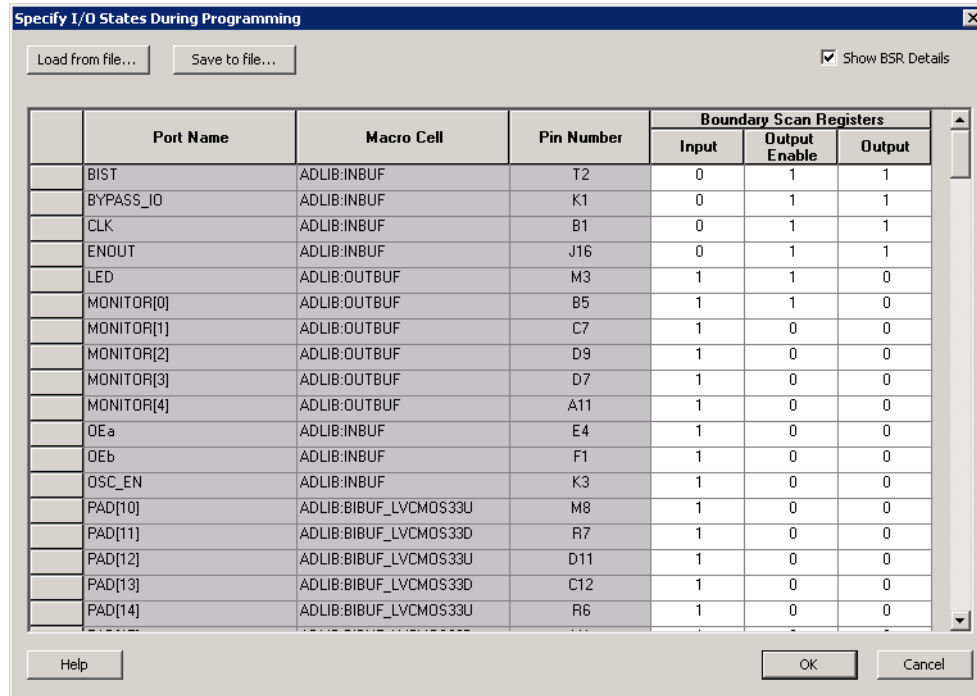 Specify I/O States During Programming
Load from file... Save to file... Show BSR Details
Port Name Macro Cell Pin Number Boundary Scan Registers
Input Output Enable Output
BIST ADLIB:INBUF T2 0 1 1
BYPASS_IO ADLIB:INBUF K1 0 1 1
CLK ADLIB:INBUF B1 0 1 1
ENOUT ADLIB:INBUF J16 0 1 1
LED ADLIB:OUTBUF M3 1 1 0
MONITOR[0] ADLIB:OUTBUF B5 1 1 0
MONITOR[1] ADLIB:OUTBUF C7 1 0 0
MONITOR[2] ADLIB:OUTBUF D9 1 0 0
MONITOR[3] ADLIB:OUTBUF D7 1 0 0
MONITOR[4] ADLIB:OUTBUF A11 1 0 0
OEa ADLIB:INBUF E4 1 0 0
OEb ADLIB:INBUF F1 1 0 0
OSC_EN ADLIB:INBUF K3 1 0 0
PAD[10] ADLIB:BIBUF_LVCMOS33U M8 1 0 0
PAD[11] ADLIB:BIBUF_LVCMOS33D R7 1 0 0
PAD[12] ADLIB:BIBUF_LVCMOS33U D11 1 0 0
PAD[13] ADLIB:BIBUF_LVCMOS33D C12 1 0 0
PAD[14] ADLIB:BIBUF_LVCMOS33U R6 1 0 0
Help OK Cancel